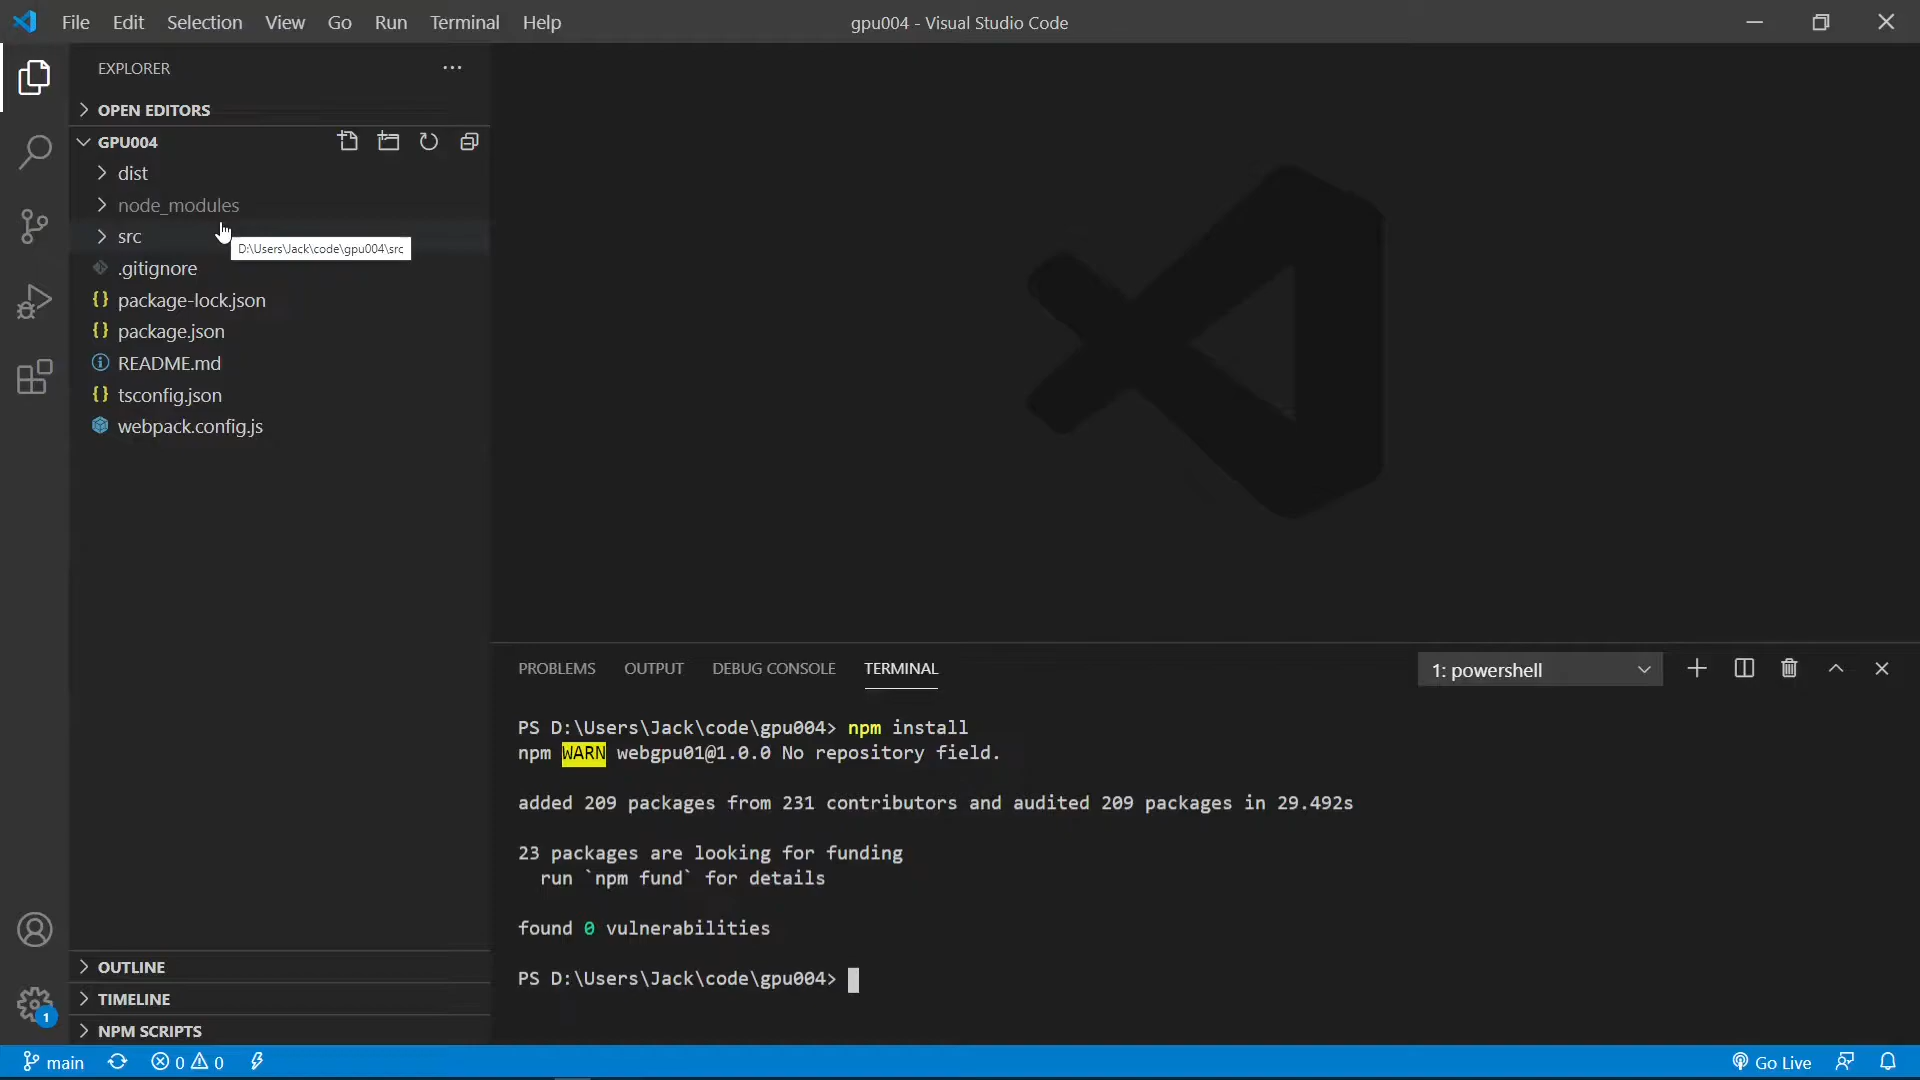 File Edit Selection View Go Run Terminal Help
gpu004 - Visual Studio Code
EXPLORER
OPEN EDITORS
GPU004
dist
node_modules
src
D:\Users\Jack\code\gpu004\src
.gitignore
package-lock.json
package.json
README.md
tsconfig.json
webpack.config.js
OUTLINE
TIMELINE
NPM SCRIPTS
PROBLEMS OUTPUT DEBUG CONSOLE TERMINAL
1: powershell
PS D:\Users\Jack\code\gpu004> npm install
npm WARN webgpu01@1.0.0 No repository field.
added 209 packages from 231 contributors and audited 209 packages in 29.492s
23 packages are looking for funding
run `npm fund` for details
found 0 vulnerabilities
PS D:\Users\Jack\code\gpu004>
1
main 0 0
Go Live